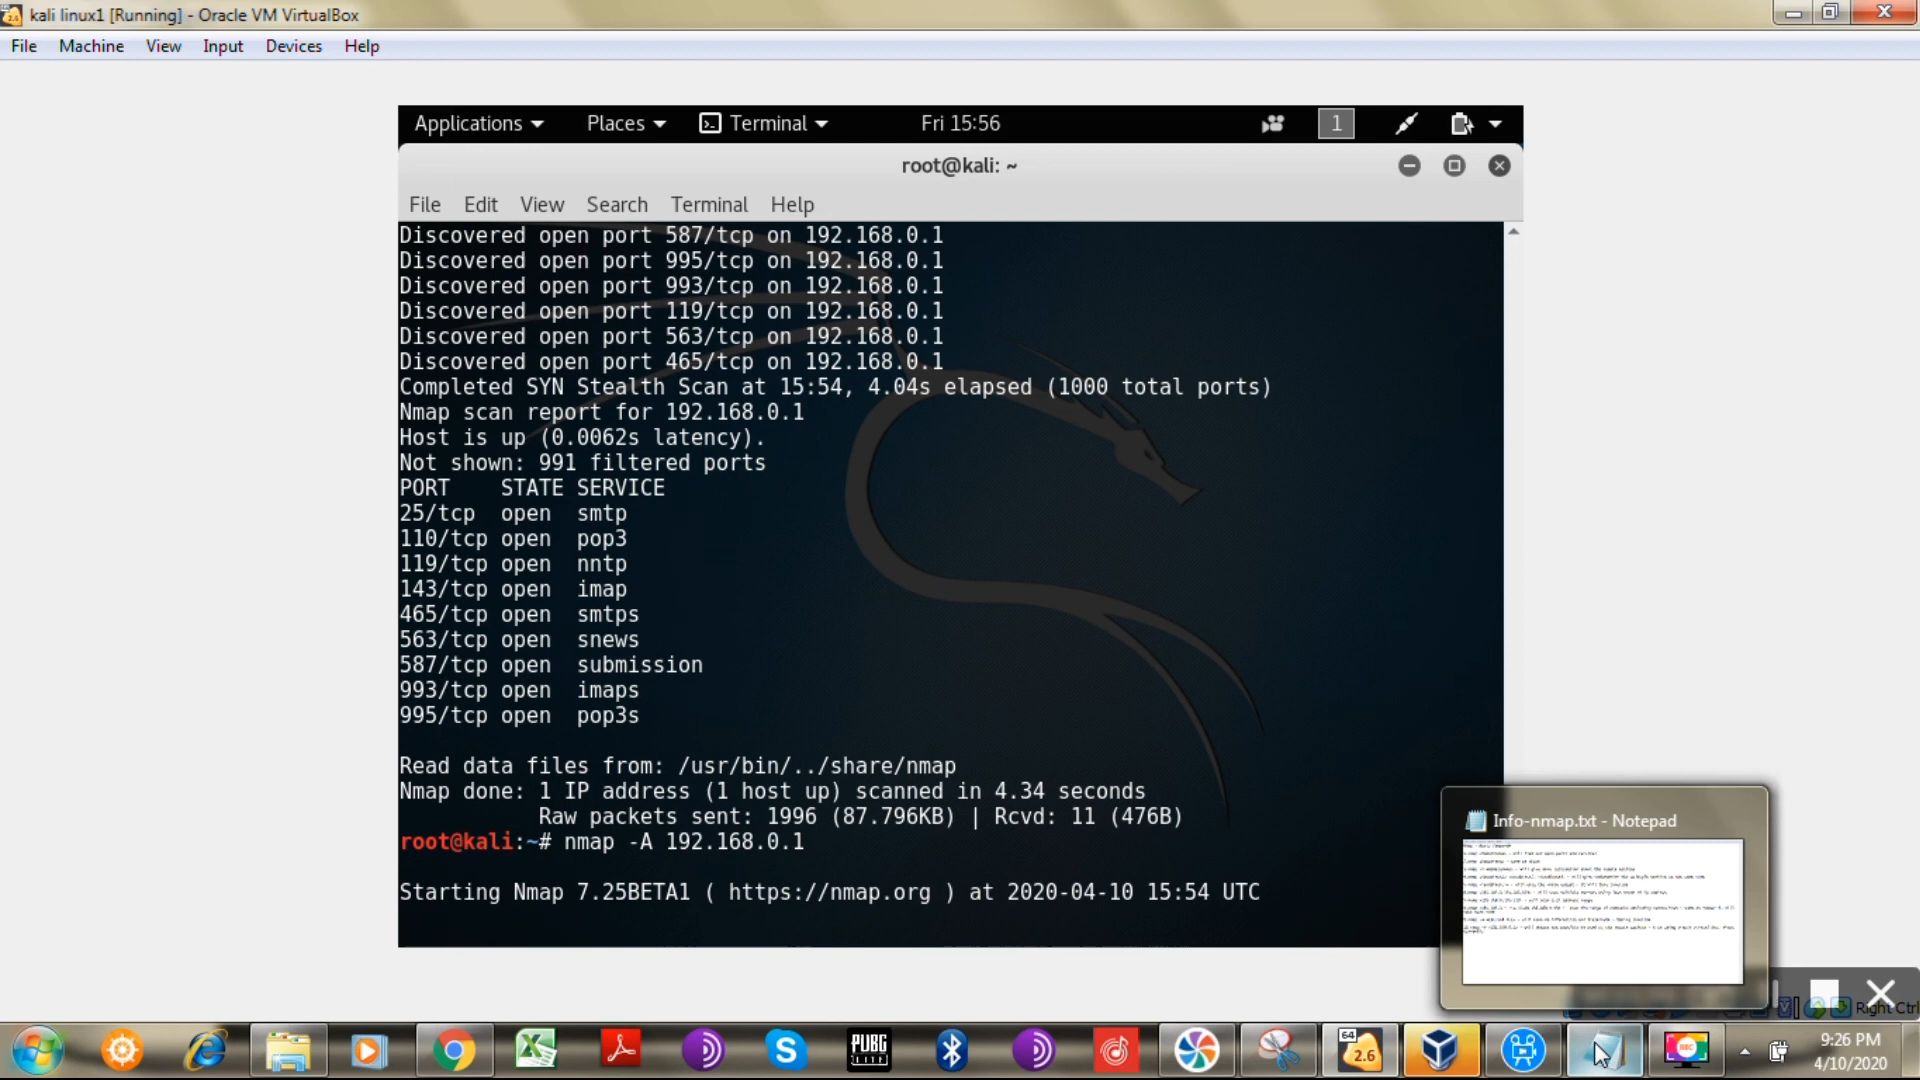 kali linux1 [Running] - Oracle VM VirtualBox
File Machine View Input Devices Help
Applications Places Terminal Fri 15:56 1
root@kali: ~
File Edit View Search Terminal Help
Discovered open port 587/tcp on 192.168.0.1
Discovered open port 995/tcp on 192.168.0.1
Discovered open port 993/tcp on 192.168.0.1
Discovered open port 119/tcp on 192.168.0.1
Discovered open port 563/tcp on 192.168.0.1
Discovered open port 465/tcp on 192.168.0.1
Completed SYN Stealth Scan at 15:54, 4.04s elapsed (1000 total ports)
Nmap scan report for 192.168.0.1
Host is up (0.0062s latency).
Not shown: 991 filtered ports
PORT STATE SERVICE
25/tcp open smtp
110/tcp open pop3
119/tcp open nntp
143/tcp open imap
465/tcp open smtps
563/tcp open snews
587/tcp open submission
993/tcp open imaps
995/tcp open pop3s
Read data files from: /usr/bin/../share/nmap
Nmap done: 1 IP address (1 host up) scanned in 4.34 seconds
Raw packets sent: 1996 (87.796KB) | Rcvd: 11 (476B)
root@kali:~# nmap -A 192.168.0.1
Starting Nmap 7.25BETA1 ( https://nmap.org ) at 2020-04-10 15:54 UTC
Info-nmap.txt - Notepad
Right Ctrl
PUBG
LITE
64
2.6
REC
9:26 PM
4/10/2020